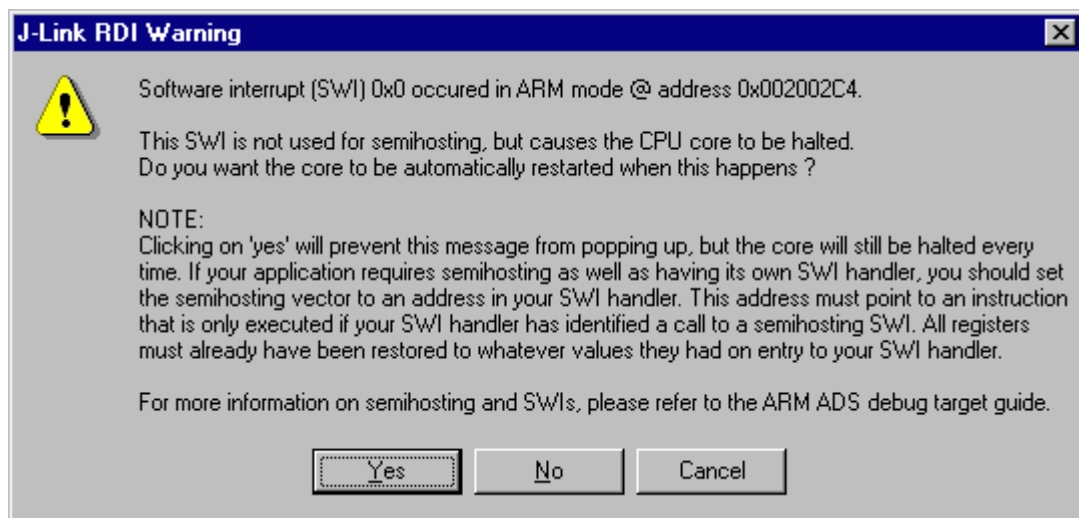 J-Link RDI Warning
Software interrupt (SWI) 0x0 occured in ARM mode @ address 0x002002C4.
This SWI is not used for semihosting, but causes the CPU core to be halted.
Do you want the core to be automatically restarted when this happens ?
NOTE:
Clicking on 'yes' will prevent this message from popping up, but the core will still be halted every
time. If your application requires semihosting as well as having its own SWI handler, you should set
the semihosting vector to an address in your SWI handler. This address must point to an instruction
that is only executed if your SWI handler has identified a call to a semihosting SWI. All registers
must already have been restored to whatever values they had on entry to your SWI handler.
For more information on semihosting and SWIs, please refer to the ARM ADS debug target guide.
Yes No Cancel